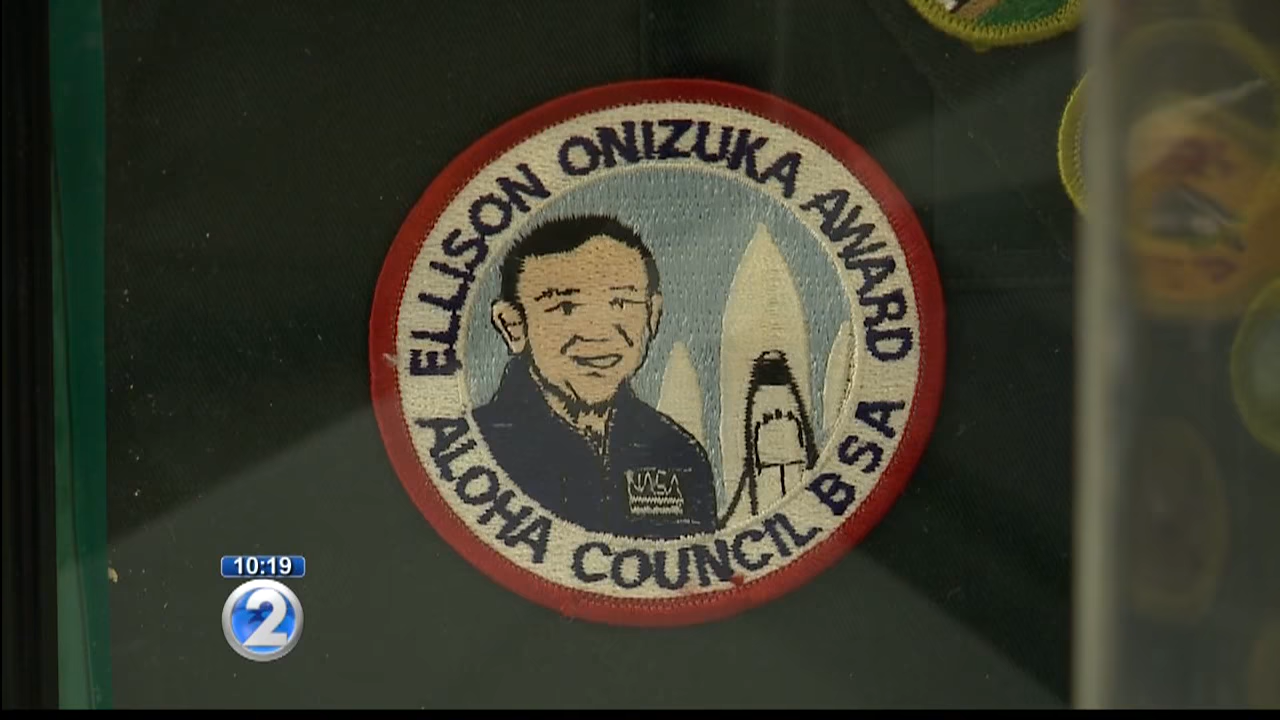 ELLISON ONIZUKA AWARD
ALOHA COUNCIL BSA
NASA
10:19
2